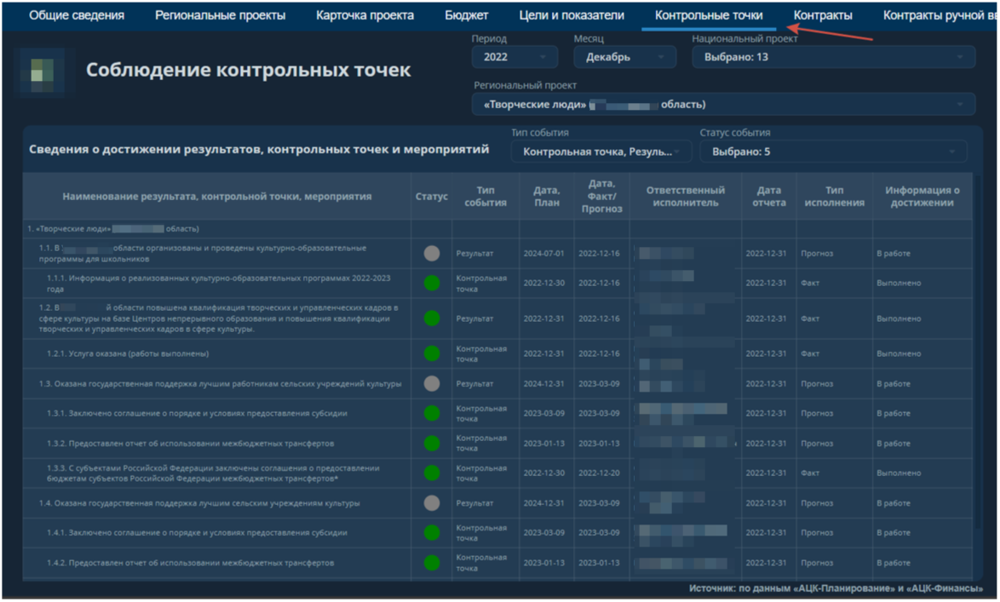 Общие сведения Региональные проекты Карточка проекта Бюджет Цели и показатели Контрольные точки Контракты Контракты ручной вв
Период Месяц Национальный проект
2022 Декабрь Выбрано: 13
Соблюдение контрольных точек
Региональный проект
«Творческие люди» область)
Тип события Статус события
Сведения о достижении результатов, контрольных точек и мероприятий Контрольная точка, Резуль... Выбрано: 5
Наименование результата, контрольной точки, мероприятия Статус Тип события Дата, План Дата, Факт/Прогноз Ответственный исполнитель Дата отчета Тип исполнения Информация о достижении
1. «Творческие люди» область)
1.1. В области организованы и проведены культурно-образовательные
программы для школьников
Результат 2024-07-01 2022-12-16 2022-12-31 Прогноз В работе
1.1.1. Информация о реализованных культурно-образовательных программах 2022-2023
года
Контрольная
точка
2022-12-30 2022-12-16 2022-12-31 Факт Выполнено
1.2. В й области повышена квалификация творческих и управленческих кадров в
сфере культуры на базе Центров непрерывного образования и повышения квалификации
творческих и управленческих кадров в сфере культуры.
Результат 2022-12-31 2022-12-16 2022-12-31 Факт Выполнено
1.2.1. Услуга оказана (работы выполнены)
Контрольная
точка
2022-12-31 2022-12-16 2022-12-31 Факт Выполнено
1.3. Оказана государственная поддержка лучшим работникам сельских учреждений культуры Результат 2024-12-31 2023-03-09 2022-12-31 Прогноз В работе
1.3.1. Заключено соглашение о порядке и условиях предоставления субсидии
Контрольная
точка
2023-03-09 2023-03-09 2022-12-31 Прогноз В работе
1.3.2. Предоставлен отчет об использовании межбюджетных трансфертов
Контрольная
точка
2023-01-13 2023-01-13 2022-12-31 Прогноз В работе
1.3.3. С субъектами Российской Федерации заключены соглашения о предоставлении
бюджетам субъектов Российской Федерации межбюджетных трансфертов*
Контрольная
точка
2022-12-30 2022-12-20 2022-12-31 Факт Выполнено
1.4. Оказана государственная поддержка лучшим сельским учреждениям культуры Результат 2024-12-31 2023-03-09 2022-12-31 Прогноз В работе
1.4.1. Заключено соглашение о порядке и условиях предоставления субсидии
Контрольная
точка
2023-03-09 2023-03-09 2022-12-31 Прогноз В работе
1.4.2. Предоставлен отчет об использовании межбюджетных трансфертов
Контрольная
точка
2023-01-13 2023-01-13 2022-12-31 Прогноз В работе
Источник: по данным «АЦК-Планирование» и «АЦК-Финансы»